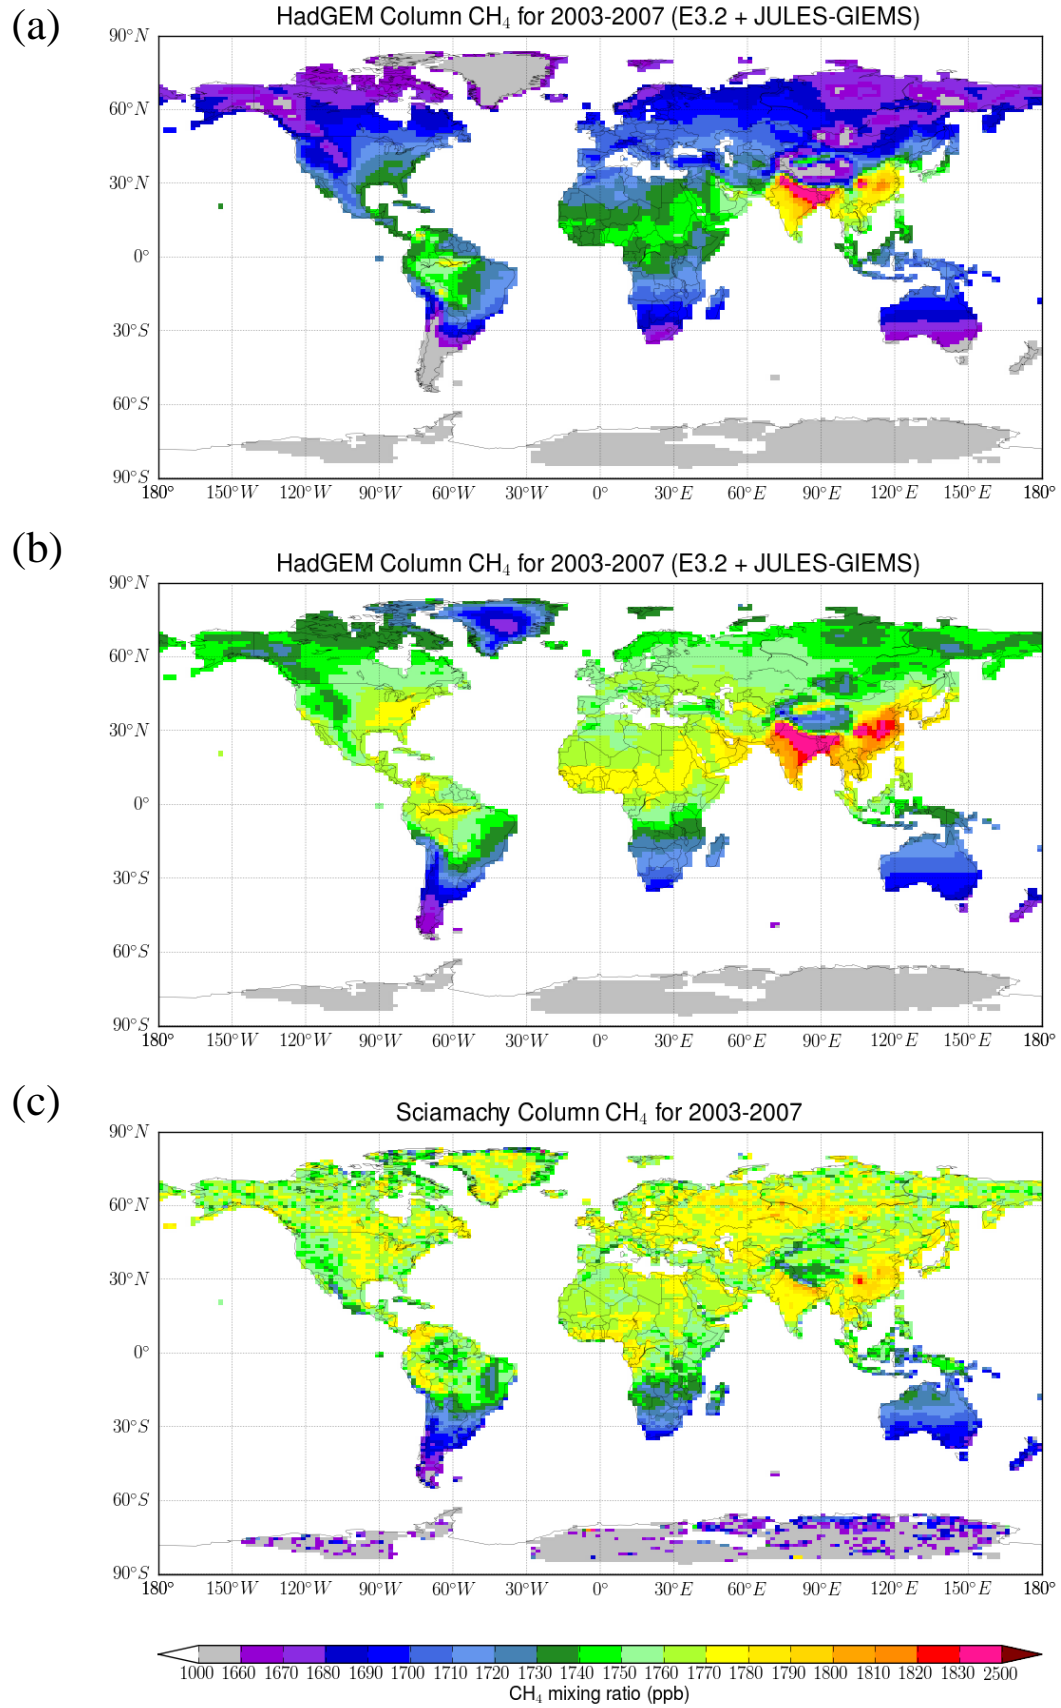 (a)
HadGEM Column CH₄ for 2003-2007 (E3.2 + JULES-GIEMS)
90°N
60°N
30°N
0°
30°S
60°S
90°S
180° 150°W 120°W 90°W 60°W 30°W 0° 30°E 60°E 90°E 120°E 150°E 180°
(b)
HadGEM Column CH₄ for 2003-2007 (E3.2 + JULES-GIEMS)
90°N
60°N
30°N
0°
30°S
60°S
90°S
180° 150°W 120°W 90°W 60°W 30°W 0° 30°E 60°E 90°E 120°E 150°E 180°
(c)
Sciamachy Column CH₄ for 2003-2007
90°N
60°N
30°N
0°
30°S
60°S
90°S
180° 150°W 120°W 90°W 60°W 30°W 0° 30°E 60°E 90°E 120°E 150°E 180°
1000 1660 1670 1680 1690 1700 1710 1720 1730 1740 1750 1760 1770 1780 1790 1800 1810 1820 1830 2500
CH₄ mixing ratio (ppb)